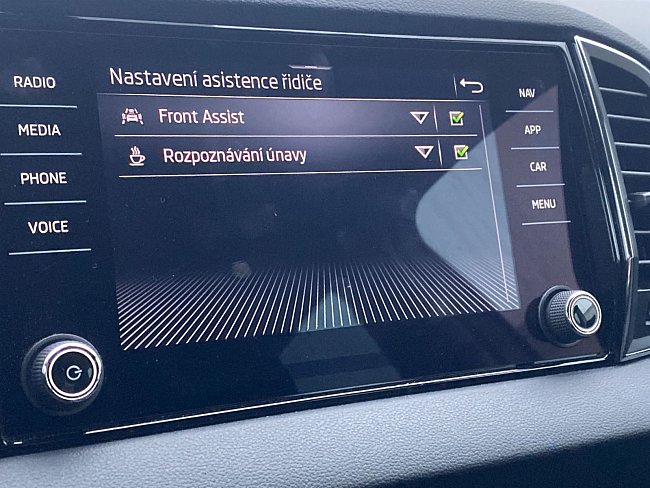 RADIO
MEDIA
PHONE
VOICE
Nastavení asistence řidiče
Front Assist
Rozpoznávání únavy
NAV
APP
CAR
MENU